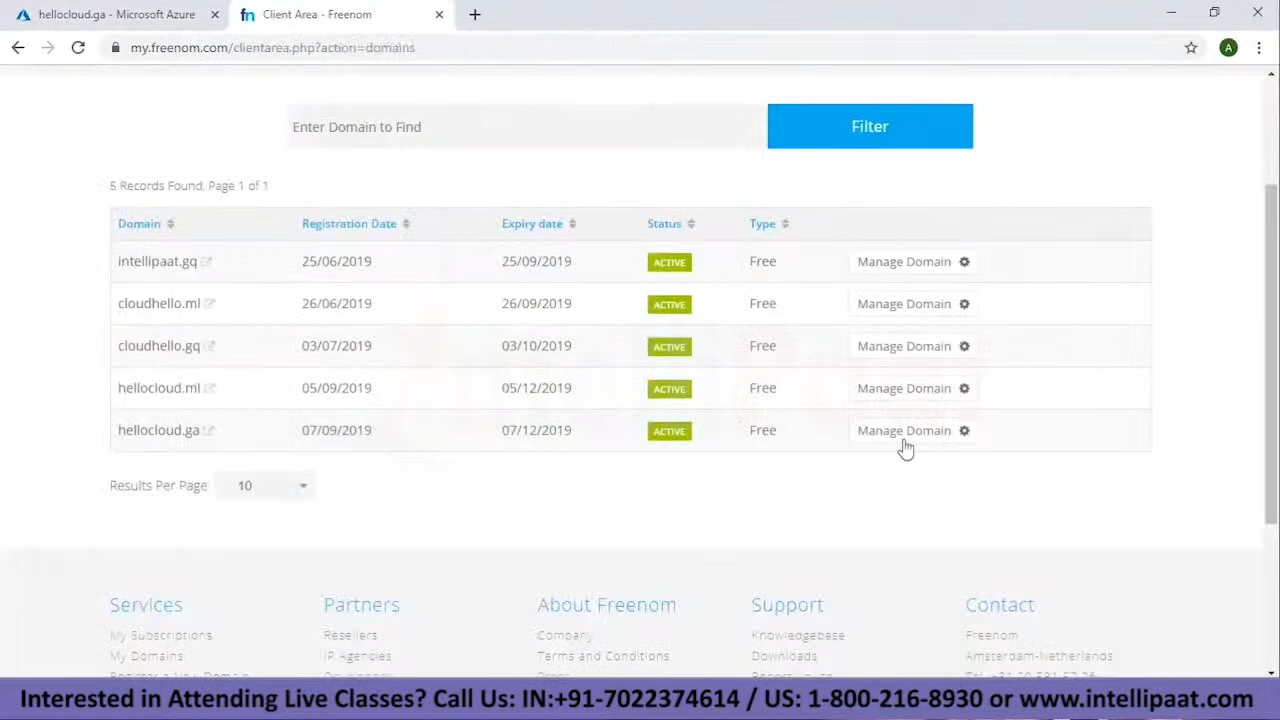 hellocloud.ga - Microsoft Azure
fn Client Area - Freenom
my.freenom.com/clientarea.php?action=domains
A
Enter Domain to Find
Filter
5 Records Found, Page 1 of 1
Domain Registration Date Expiry date Status Type
intellipaat.gq 25/06/2019 25/09/2019 ACTIVE Free Manage Domain
cloudhello.ml 26/06/2019 26/09/2019 ACTIVE Free Manage Domain
cloudhello.gq 03/07/2019 03/10/2019 ACTIVE Free Manage Domain
hellocloud.ml 05/09/2019 05/12/2019 ACTIVE Free Manage Domain
hellocloud.ga 07/09/2019 07/12/2019 ACTIVE Free Manage Domain
Results Per Page 10
Services Partners About Freenom Support Contact
My Subscriptions Resellers Company Knowledgebase Freenom
My Domains IP Agencies Terms and Conditions Downloads Amsterdam-Netherlands
Interested in Attending Live Classes? Call Us: IN:+91-7022374614 / US: 1-800-216-8930 or www.intellipaat.com